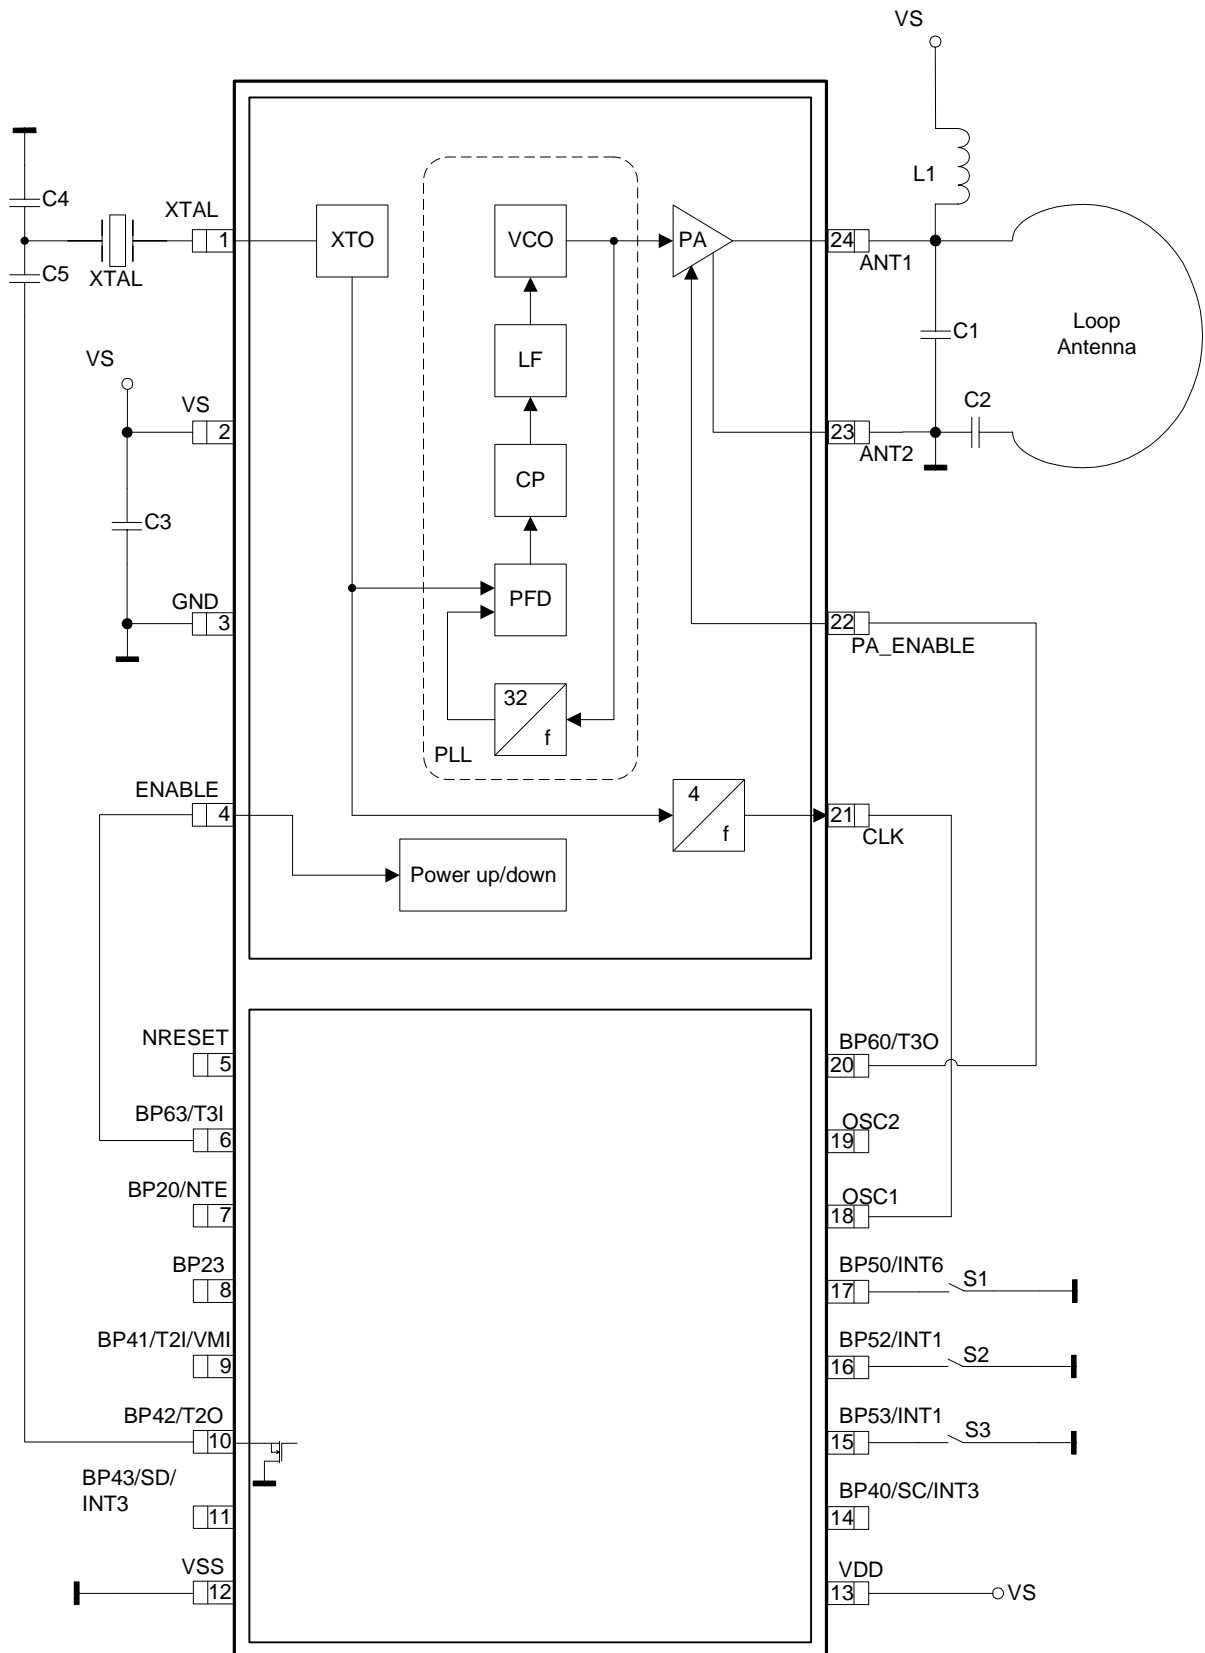 VS
L1
C4
XTAL
1
XTO
VCO
PA
24
ANT1
C5
XTAL
Loop
Antenna
C1
VS
LF
VS
2
C2
23
ANT2
CP
C3
GND
3
PFD
22
PA_ENABLE
32
f
PLL
ENABLE
4
4
f
21
CLK
Power up/down
NRESET
5
BP60/T3O
20
BP63/T3I
6
OSC2
19
BP20/NTE
7
OSC1
18
BP23
8
BP50/INT6
17
S1
BP41/T2I/VMI
9
BP52/INT1
16
S2
BP42/T2O
10
BP53/INT1
15
S3
BP43/SD/
INT3
11
BP40/SC/INT3
14
VSS
12
VDD
13
VS